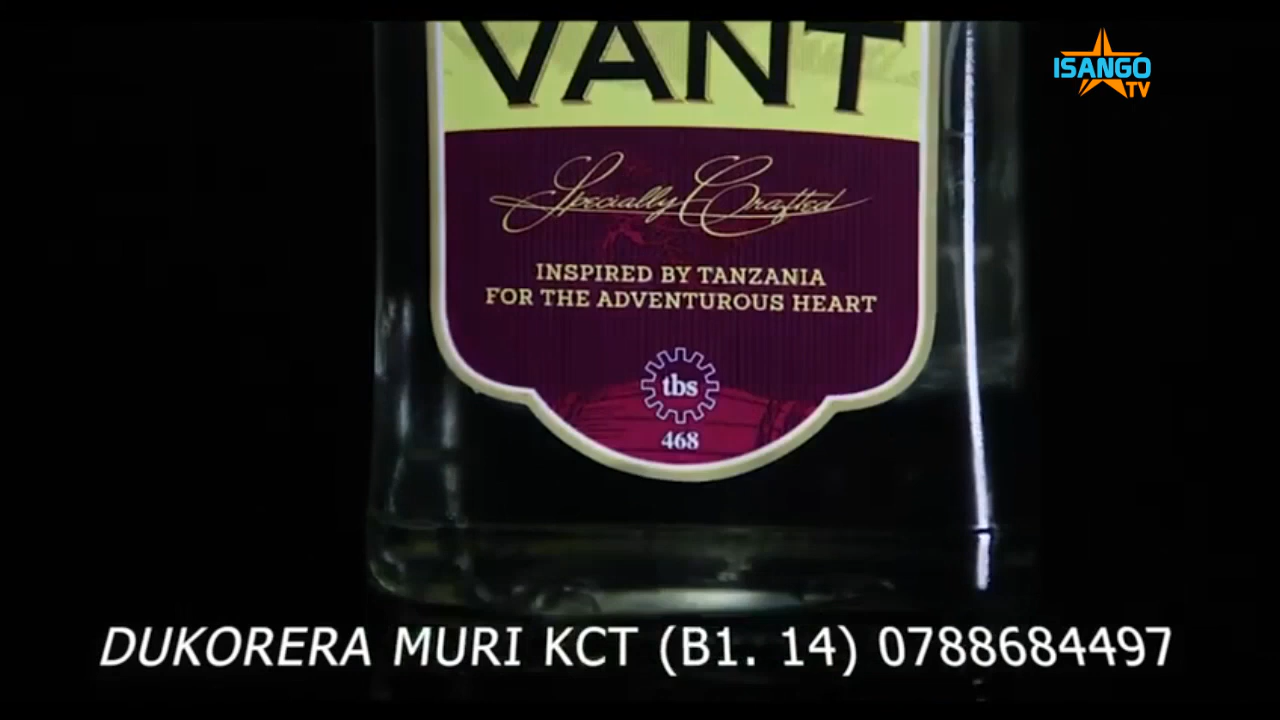 VANT
ISANGO
TV
Specially Crafted
INSPIRED BY TANZANIA
FOR THE ADVENTUROUS HEART
tbs
468
DUKORERA MURI KCT (B1. 14) 0788684497